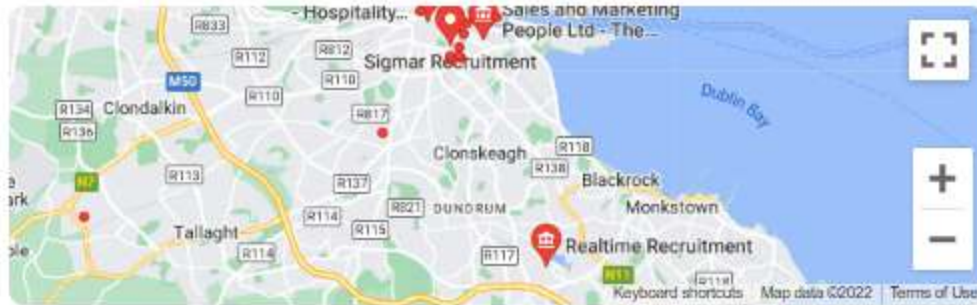 - Hospitality...
Sales and Marketing
People Ltd - The...
R833
R112
R812
Sigmar Recruitment
M50
R110
R110
R134
Clondalkin
R817
R136
Dublin
Bay
Clonskeagh
R118
R138
N7
R113
R137
Blackrock
ark
R114
R821
DUNDRUM
Monkstown
Tallaght
R115
R114
R117
Realtime Recruitment
N11
R118
Keyboard shortcuts
Map data ©2022
Terms of Use